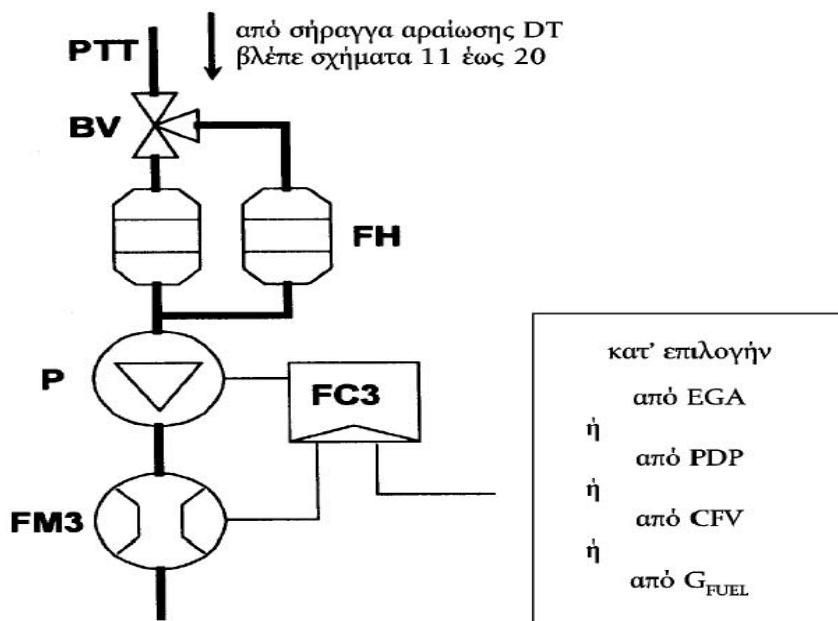 από σήραγγα αραίωσης DT
βλέπε σχήματα 11 έως 20
PTT
BV
FH
P
FC3
FM3
κατ' επιλογήν
από EGA
ή
από PDP
ή
από CFV
ή
από G_FUEL